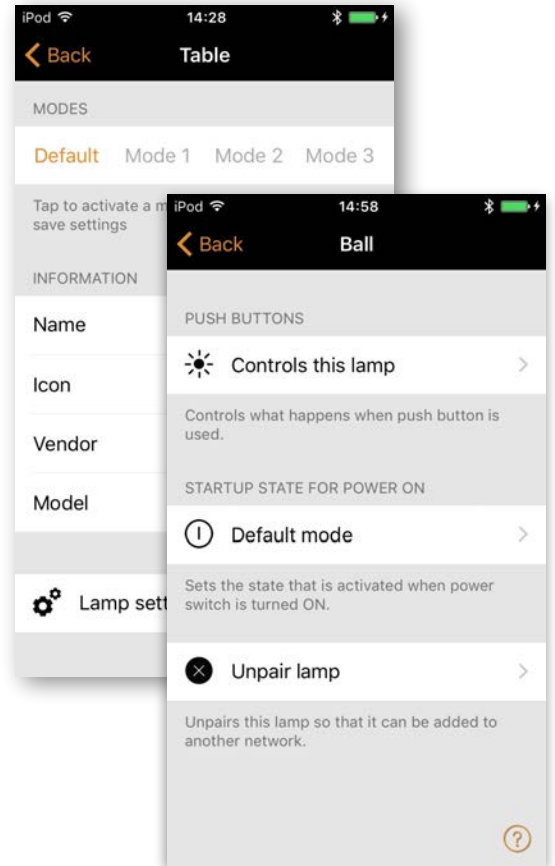 iPod 14:28
Back Table
MODES
Default Mode 1 Mode 2 Mode 3
Tap to activate a
save settings
INFORMATION
Name
Icon
Vendor
Model
Lamp
iPod 14:58
Back Ball
PUSH BUTTONS
Controls this lamp
Controls what happens when push button is
used.
STARTUP STATE FOR POWER ON
Default mode
Sets the state that is activated when power
switch is turned ON.
Unpair lamp
Unpairs this lamp so that it can be added to
another network.
?